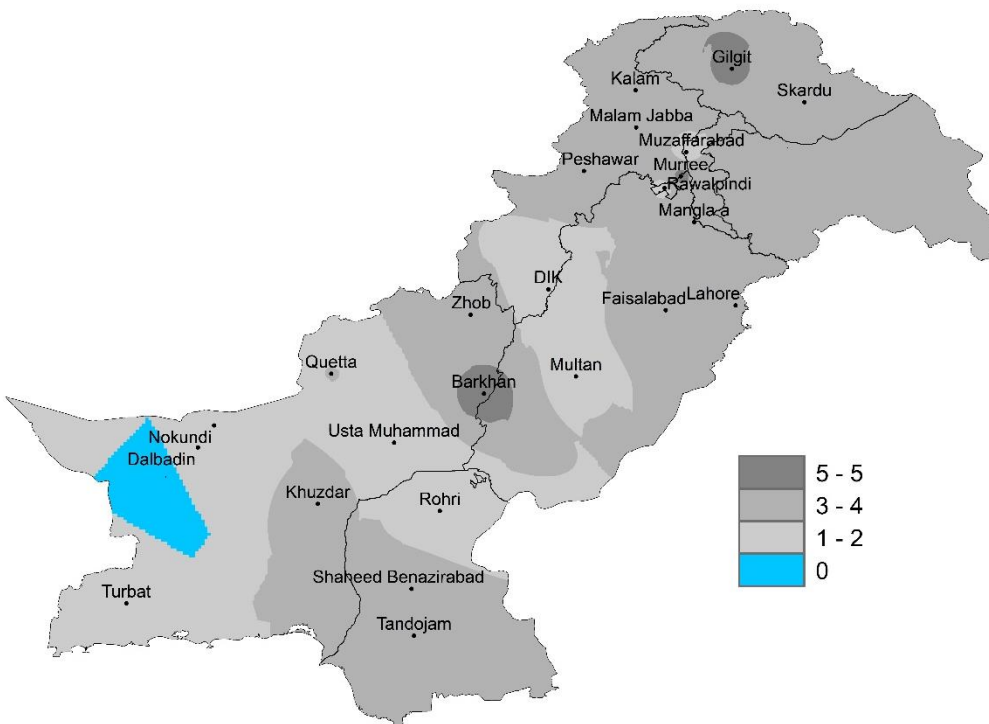 Gilgit
Kalam
Skardu
Malam Jabba
Muzaffarabad
Peshawar
Murree
Rawalpindi
Mangla a
DIK
Zhob
Faisalabad
Lahore
Quetta
Multan
Barkhan
Nokundi
Usta Muhammad
Dalbadin
Khuzdar
Rohri
Shaheed Benazirabad
Turbat
Tandojam
5 - 5
3 - 4
1 - 2
0